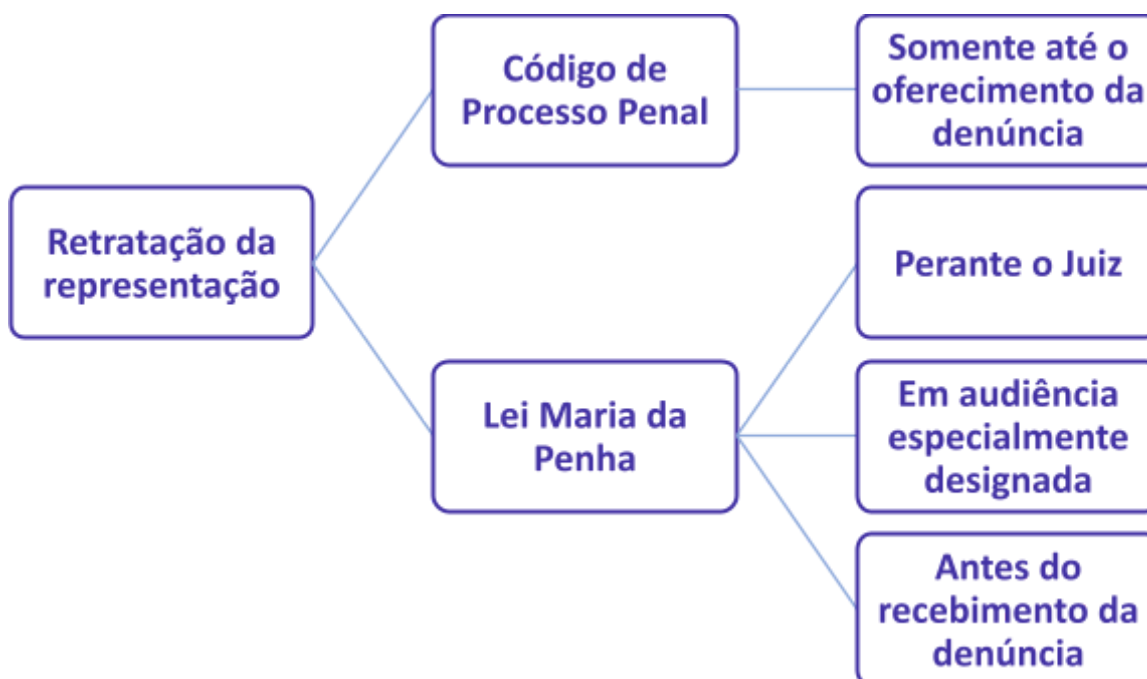 Retratação da
representação
Código de
Processo Penal
Somente até o
oferecimento da
denúncia
Lei Maria da
Penha
Perante o Juiz
Em audiência
especialmente
designada
Antes do
recebimento da
denúncia